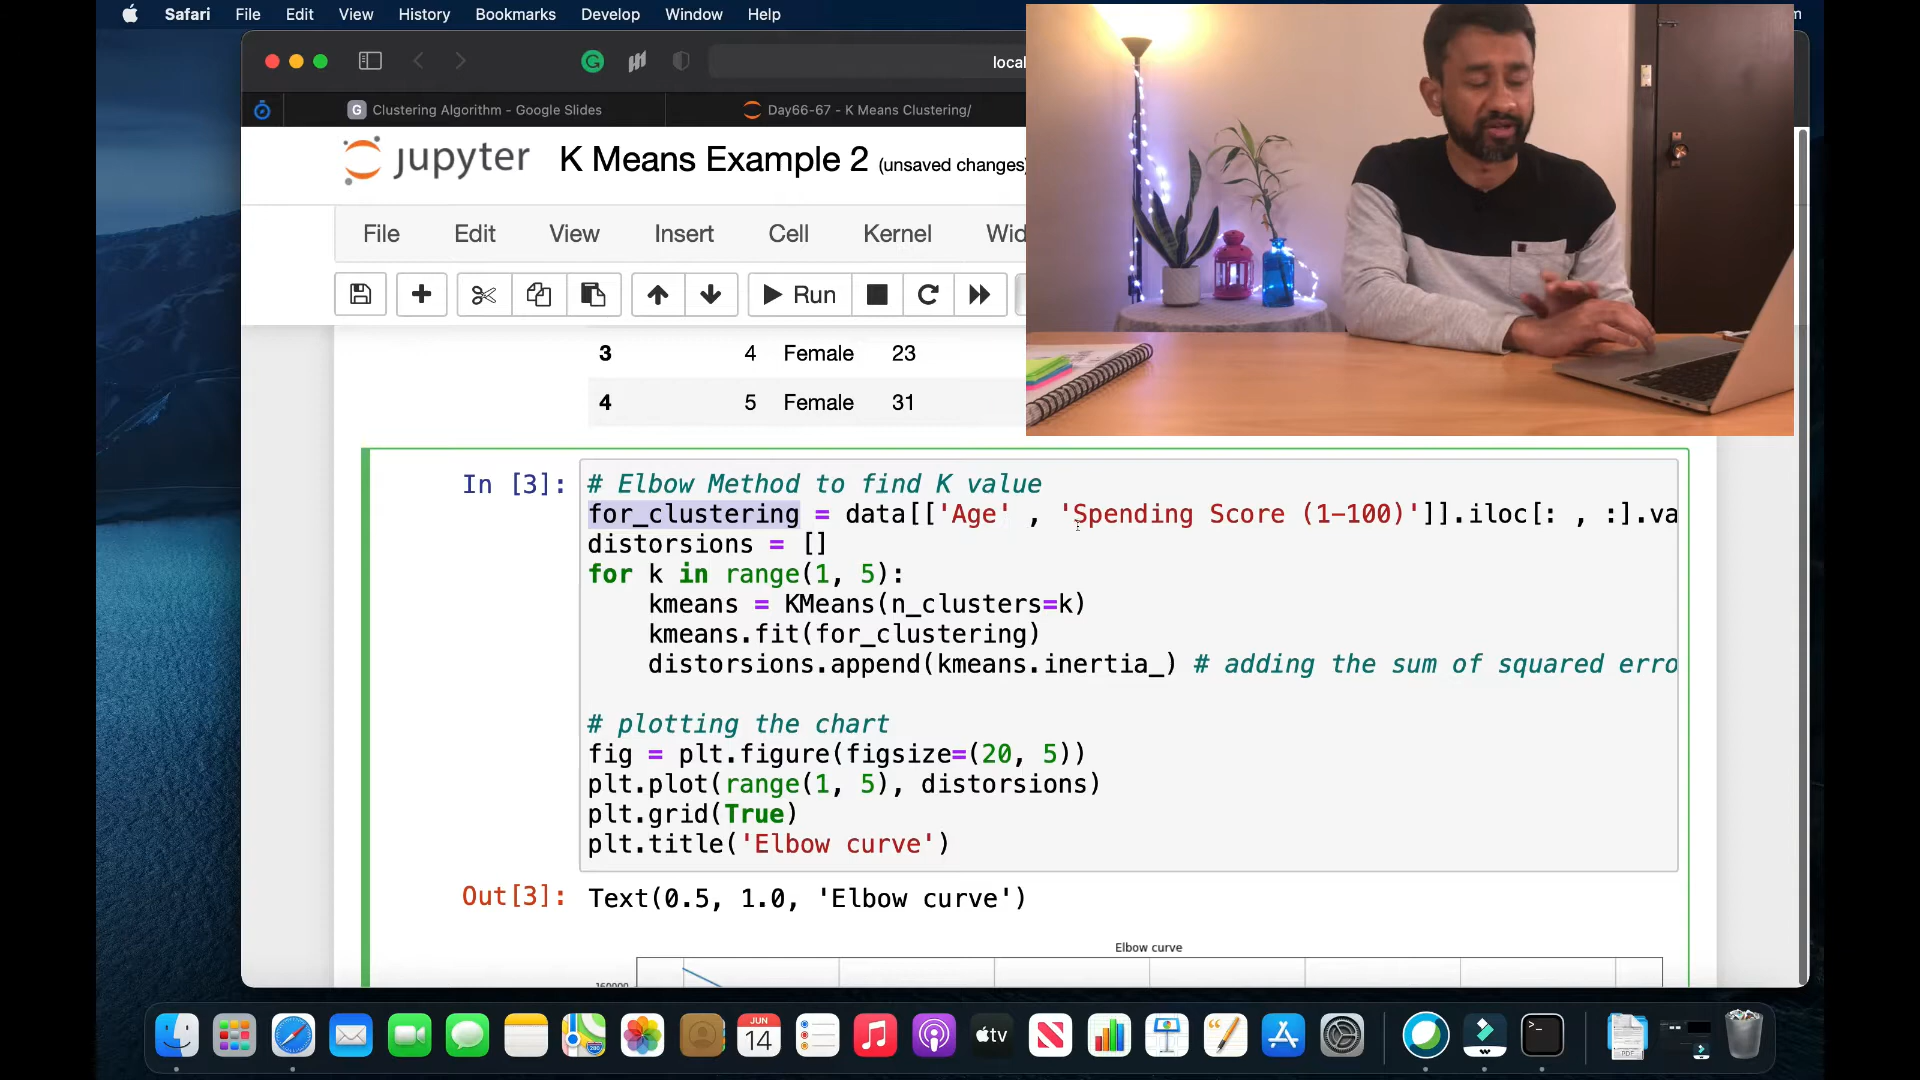 Safari File Edit View History Bookmarks Develop Window Help
local
Clustering Algorithm - Google Slides
Day66-67 - K Means Clustering/
jupyter K Means Example 2 (unsaved changes)
File Edit View Insert Cell Kernel Wid
Run
3 4 Female 23
4 5 Female 31
In [3]:
# Elbow Method to find K value
for_clustering = data[['Age' , 'Spending Score (1-100)']].iloc[: , :].va
distorsions = []
for k in range(1, 5):
kmeans = KMeans(n_clusters=k)
kmeans.fit(for_clustering)
distorsions.append(kmeans.inertia_) # adding the sum of squared erro
# plotting the chart
fig = plt.figure(figsize=(20, 5))
plt.plot(range(1, 5), distorsions)
plt.grid(True)
plt.title('Elbow curve')
Out[3]: Text(0.5, 1.0, 'Elbow curve')
Elbow curve
160000
JUN
14
tv
PDF